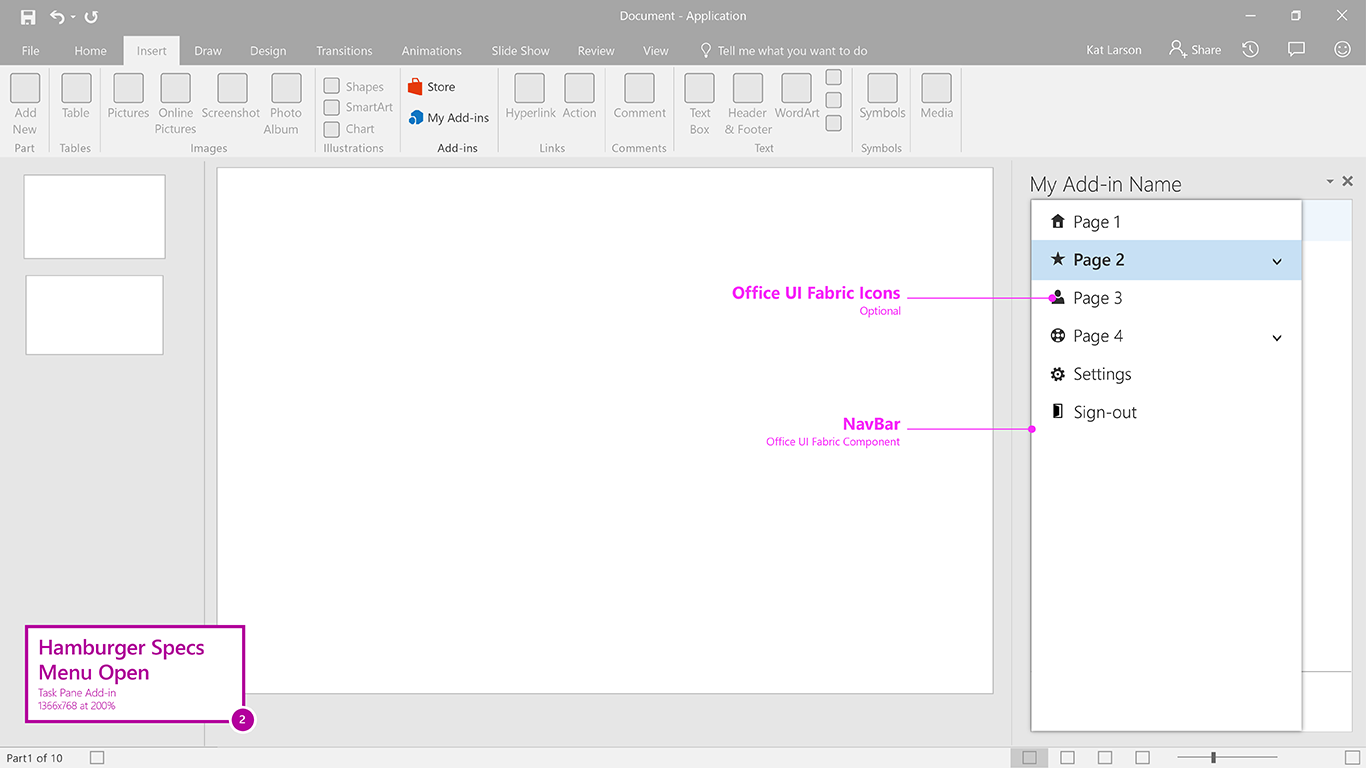 Document - Application
File Home Insert Draw Design Transitions Animations Slide Show Review View Tell me what you want to do Kat Larson Share
Add New
Part
Table
Tables
Pictures
Online Pictures
Screenshot
Photo Album
Images
Shapes
SmartArt
Chart
Illustrations
Store
My Add-ins
Add-ins
Hyperlink
Action
Links
Comment
Comments
Text Box
Header & Footer
WordArt
Text
Symbols
Symbols
Media
My Add-in Name
Page 1
Page 2
Page 3
Page 4
Settings
Sign-out
Office UI Fabric Icons
Optional
NavBar
Office UI Fabric Component
Hamburger Specs
Menu Open
Task Pane Add-in
1366x768 at 200%
2
Part1 of 10